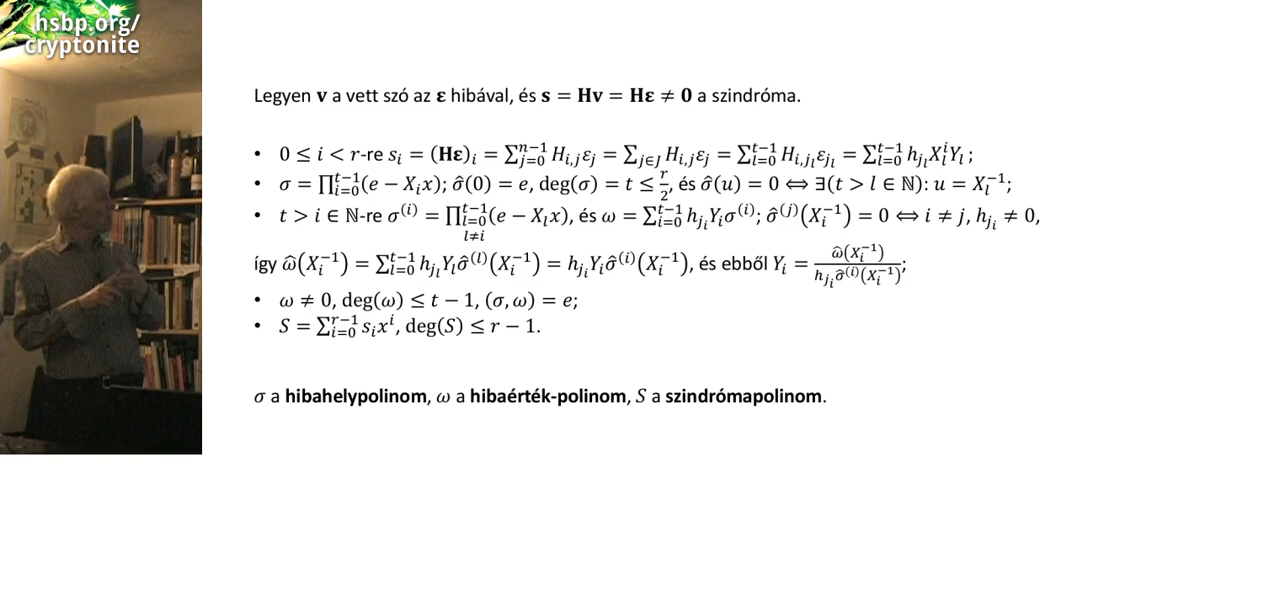 hsbp.org/
cryptonite
Legyen 𝐯 a vett szó az 𝛆 hibával, és 𝐬 = 𝐇𝐯 = 𝐇𝛆 ≠ 𝟎 a szindróma.
• 0 ≤ i < r-re s_i = (𝐇𝛆)_i = ∑_{j=0}^{n−1} H_{i,j}ε_j = ∑_{j∈J} H_{i,j}ε_j = ∑_{l=0}^{t−1} H_{i,j_l}ε_{j_l} = ∑_{l=0}^{t−1} h_{j_l}X_l^i Y_l;
• σ = ∏_{i=0}^{t−1}(e − X_i x); σ̂(0) = e, deg(σ) = t ≤ r/2, és σ̂(u) = 0 ⇔ ∃(t > l ∈ ℕ): u = X_l^{−1};
• t > i ∈ ℕ-re σ^{(i)} = ∏_{l=0, l≠i}^{t−1}(e − X_l x), és ω = ∑_{i=0}^{t−1} h_{j_i}Y_i σ^{(i)}; σ̂^{(j)}(X_i^{−1}) = 0 ⇔ i ≠ j, h_{j_i} ≠ 0,
így ω̂(X_i^{−1}) = ∑_{l=0}^{t−1} h_{j_l}Y_l σ̂^{(l)}(X_i^{−1}) = h_{j_i}Y_i σ̂^{(i)}(X_i^{−1}), és ebből Y_i = ω̂(X_i^{−1}) / h_{j_i}σ̂^{(i)}(X_i^{−1});
• ω ≠ 0, deg(ω) ≤ t − 1, (σ, ω) = e;
• S = ∑_{i=0}^{r−1} s_i x^i, deg(S) ≤ r − 1.
σ a hibahelypolinom, ω a hibaérték-polinom, S a szindrómapolinom.